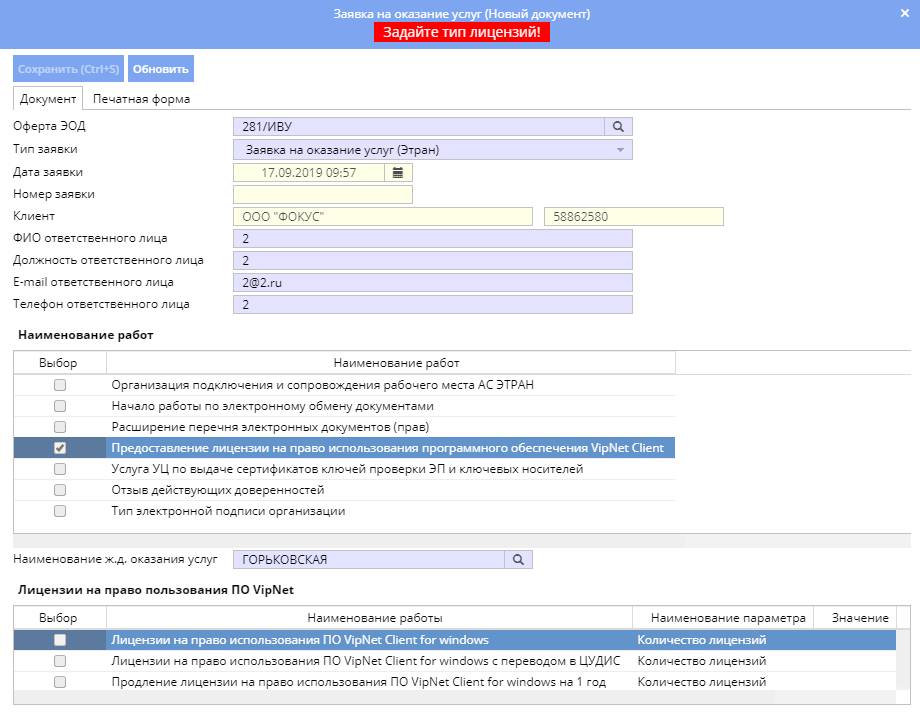 Заявка на оказание услуг (Новый документ)
Задайте тип лицензий!
Сохранить (Ctrl+S) Обновить
Документ Печатная форма
Оферта ЭОД 281/ИВУ
Тип заявки Заявка на оказание услуг (Этран)
Дата заявки 17.09.2019 09:57
Номер заявки
Клиент ООО "ФОКУС" 58862580
ФИО ответственного лица 2
Должность ответственного лица 2
E-mail ответственного лица 2@2.ru
Телефон ответственного лица 2
Наименование работ
Выбор Наименование работ
Организация подключения и сопровождения рабочего места АС ЭТРАН
Начало работы по электронному обмену документами
Расширение перечня электронных документов (прав)
Предоставление лицензии на право использования программного обеспечения VipNet Client
Услуга УЦ по выдаче сертификатов ключей проверки ЭП и ключевых носителей
Отзыв действующих доверенностей
Тип электронной подписи организации
Наименование ж.д. оказания услуг ГОРЬКОВСКАЯ
Лицензии на право пользования ПО VipNet
Выбор Наименование работы Наименование параметра Значение
Лицензии на право использования ПО VipNet Client for windows Количество лицензий
Лицензии на право использования ПО VipNet Client for windows с переводом в ЦУДИС Количество лицензий
Продление лицензии на право использования ПО VipNet Client for windows на 1 год Количество лицензий